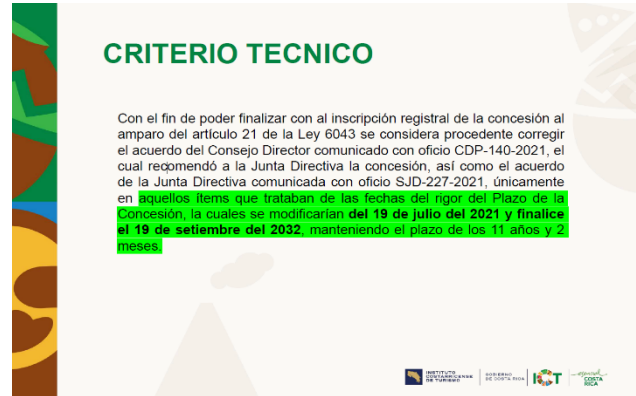 CRITERIO TECNICO
Con el fin de poder finalizar con al inscripción registral de la concesión al
amparo del artículo 21 de la Ley 6043 se considera procedente corregir
el acuerdo del Consejo Director comunicado con oficio CDP-140-2021, el
cual recomendó a la Junta Directiva la concesión, así como el acuerdo
de la Junta Directiva comunicada con oficio SJD-227-2021, únicamente
en aquellos ítems que trataban de las fechas del rigor del Plazo de la
Concesión, la cuales se modificarían del 19 de julio del 2021 y finalice
el 19 de setiembre del 2032, manteniendo el plazo de los 11 años y 2
meses.
INSTITUTO
COSTARRICENSE
DE TURISMO
GOBIERNO
DE COSTA RICA
ICT
essential
COSTA
RICA